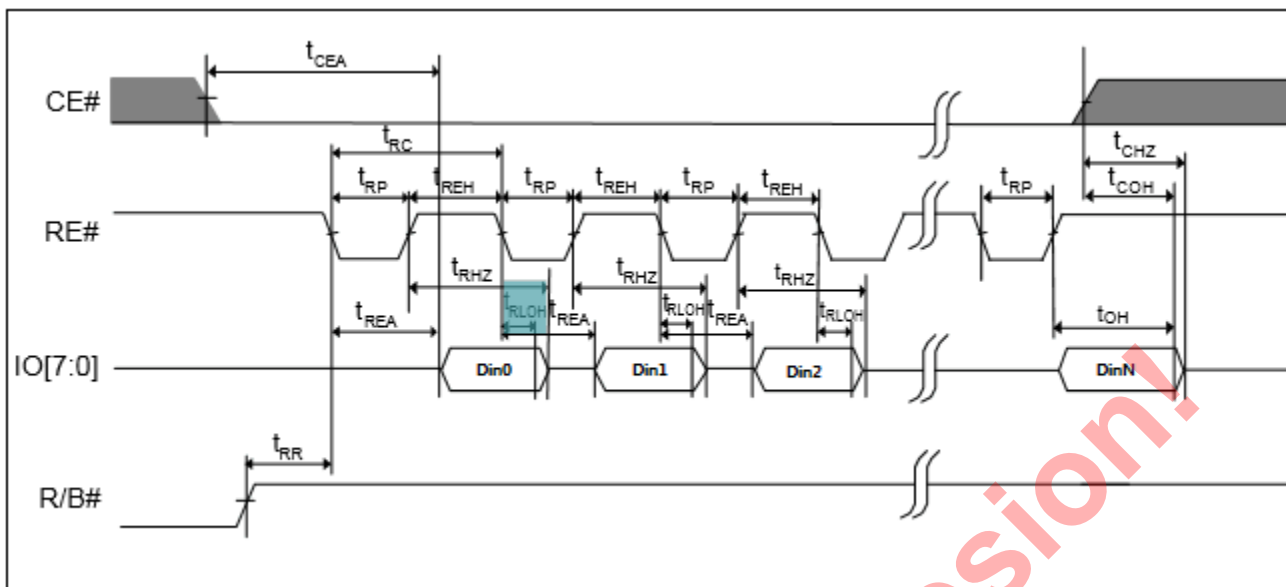 tCEA
CE#
tRC
tCHZ
tRP tREH tRP tREH tRP tREH tRP tCOH
RE#
tRHZ tRHZ tRHZ
tRLOH tRLOH tRLOH
tREA tREA tREA tOH
IO[7:0] Din0 Din1 Din2 DinN
tRR
R/B#
sion!